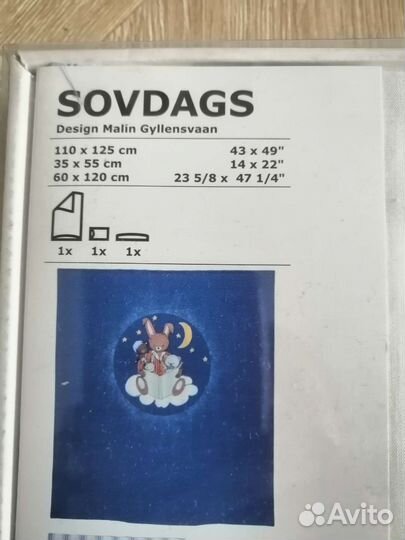 SOVDAGS
Design Malin Gyllensvaan
110 x 125 cm 43 x 49"
35 x 55 cm 14 x 22"
60 x 120 cm 23 5/8 x 47 1/4"
1x 1x 1x
Avito